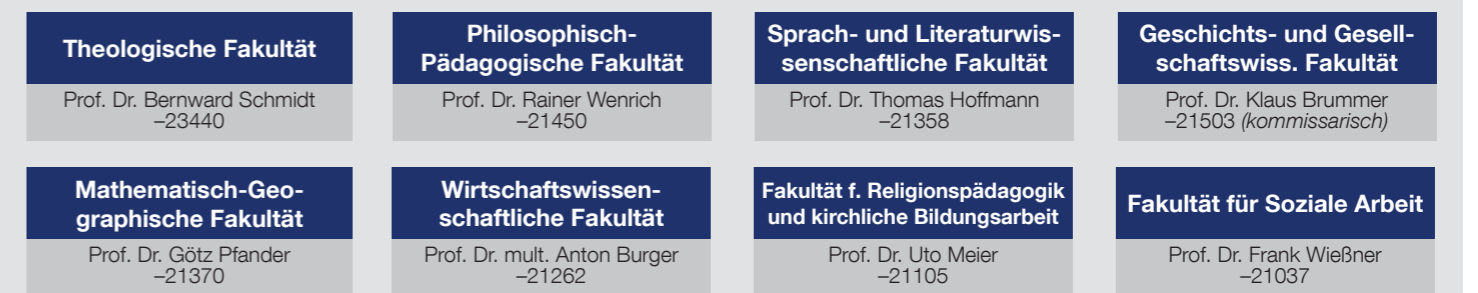 Theologische Fakultät
Prof. Dr. Bernward Schmidt
–23440
Philosophisch-
Pädagogische Fakultät
Prof. Dr. Rainer Wenrich
–21450
Sprach- und Literaturwis-
senschaftliche Fakultät
Prof. Dr. Thomas Hoffmann
–21358
Geschichts- und Gesell-
schaftswiss. Fakultät
Prof. Dr. Klaus Brummer
–21503 (kommissarisch)
Mathematisch-Geo-
graphische Fakultät
Prof. Dr. Götz Pfander
–21370
Wirtschaftswissen-
schaftliche Fakultät
Prof. Dr. mult. Anton Burger
–21262
Fakultät f. Religionspädagogik
und kirchliche Bildungsarbeit
Prof. Dr. Uto Meier
–21105
Fakultät für Soziale Arbeit
Prof. Dr. Frank Wießner
–21037